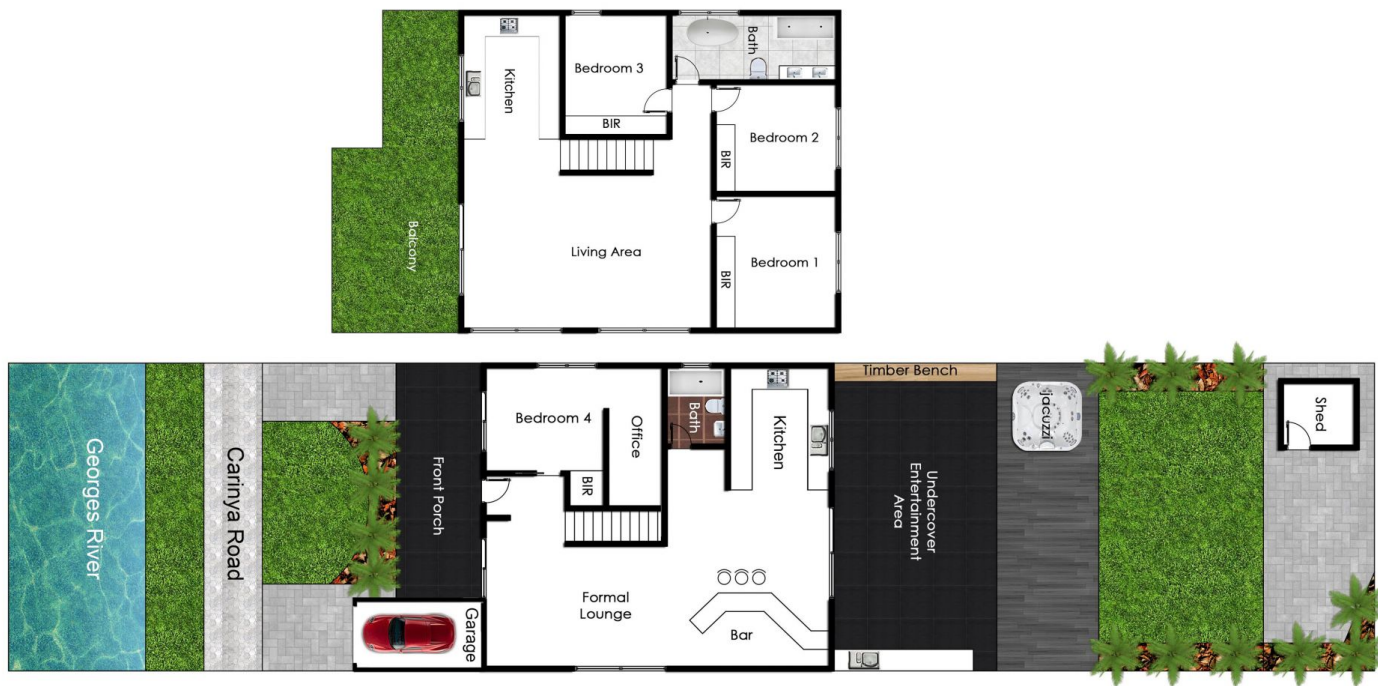 Kitchen
Bedroom 3
BIR
Bath
Bedroom 2
BIR
Balcony
Living Area
Bedroom 1
BIR
Georges River
Carinya Road
Front Porch
Garage
Bedroom 4
BIR
Office
Bath
Kitchen
Formal
Lounge
Bar
Timber Bench
Undercover
Entertainment
Area
jacuzzi
Shed